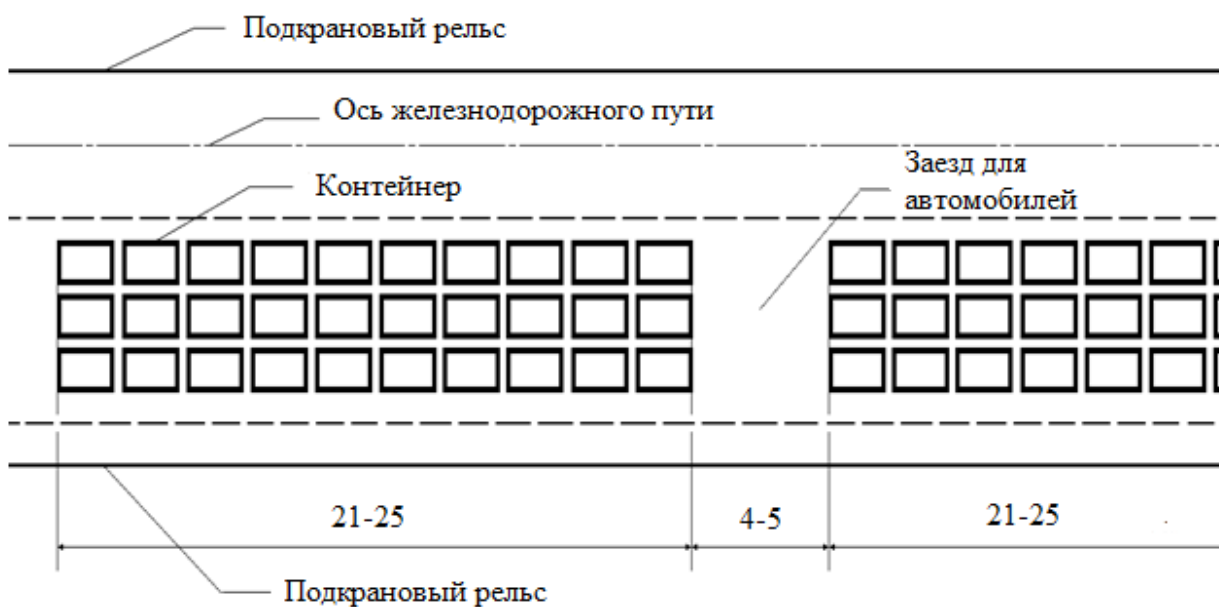 Подкрановый рельс
Ось железнодорожного пути
Заезд для
автомобилей
Контейнер
21-25
4-5
21-25
Подкрановый рельс